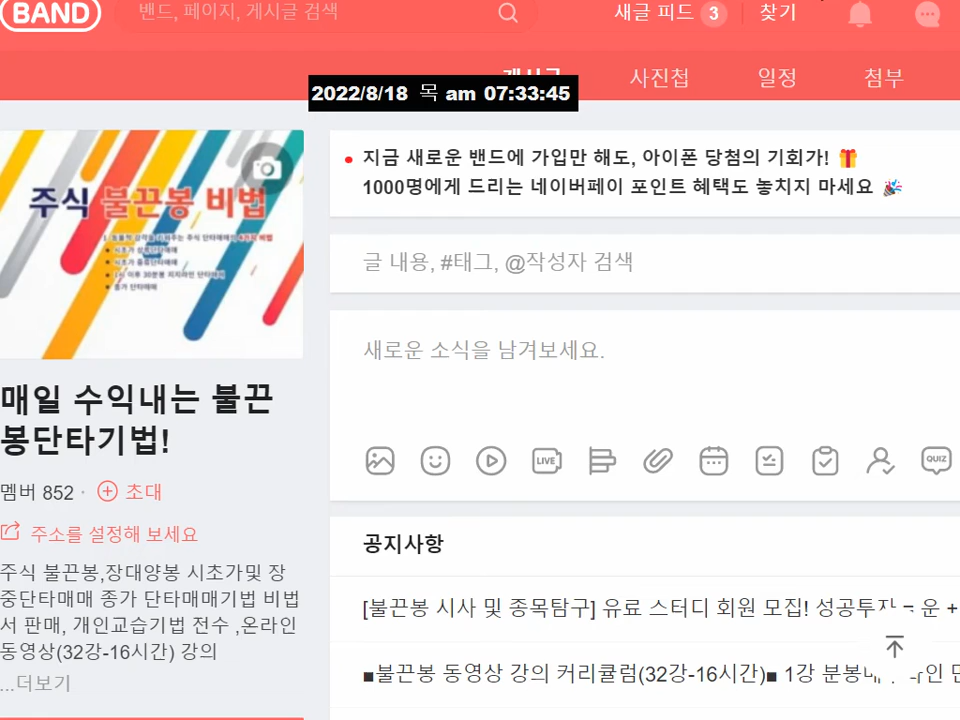 BAND
밴드, 페이지, 게시글 검색
새글 피드 3
찾기
사진첩
일정
첨부
2022/8/18 목 am 07:33:45
주식 불끈봉 비법
지금 새로운 밴드에 가입만 해도, 아이폰 당첨의 기회가! 🎁
1000명에게 드리는 네이버페이 포인트 혜택도 놓치지 마세요 🎉
글 내용, #태그, @작성자 검색
새로운 소식을 남겨보세요.
LIVE
QUIZ
매일 수익내는 불끈
봉단타기법!
멤버 852 · 초대
주소를 설정해 보세요
주식 불끈봉,장대양봉 시초가및 장
중단타매매 종가 단타매매기법 비법
서 판매, 개인교습기법 전수 ,온라인
동영상(32강-16시간) 강의
...더보기
공지사항
[불끈봉 시사 및 종목탐구] 유료 스터디 회원 모집! 성공투자
■불끈봉 동영상 강의 커리큘럼(32강-16시간)■ 1강 분봉